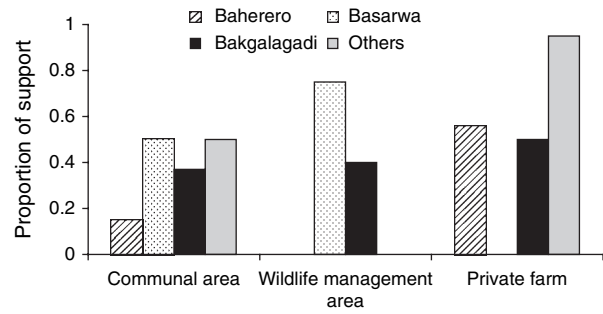 Baherero Basarwa
Bakgalagadi Others
Proportion of support
1
0.8
0.6
0.4
0.2
0
Communal area Wildlife management area Private farm